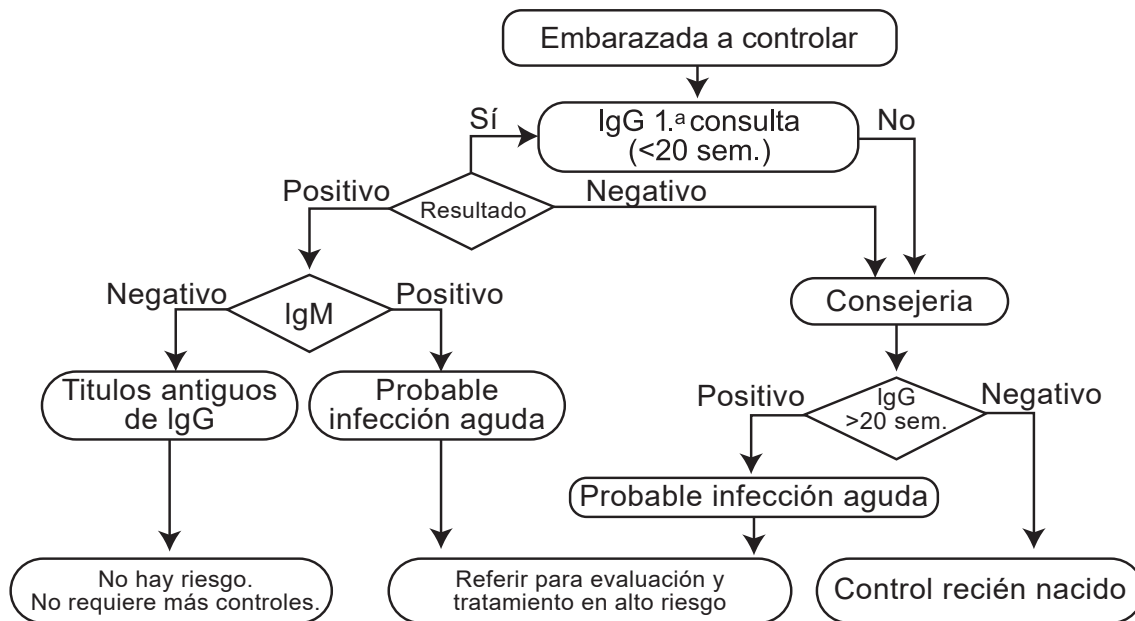 Embarazada a controlar
Sí
IgG 1.ª consulta
(<20 sem.)
No
Positivo
Resultado
Negativo
Negativo
IgM
Positivo
Consejeria
Titulos antiguos
de IgG
Probable
infección aguda
Positivo
IgG
>20 sem.
Negativo
Probable infección aguda
No hay riesgo.
No requiere más controles.
Referir para evaluación y
tratamiento en alto riesgo
Control recién nacido